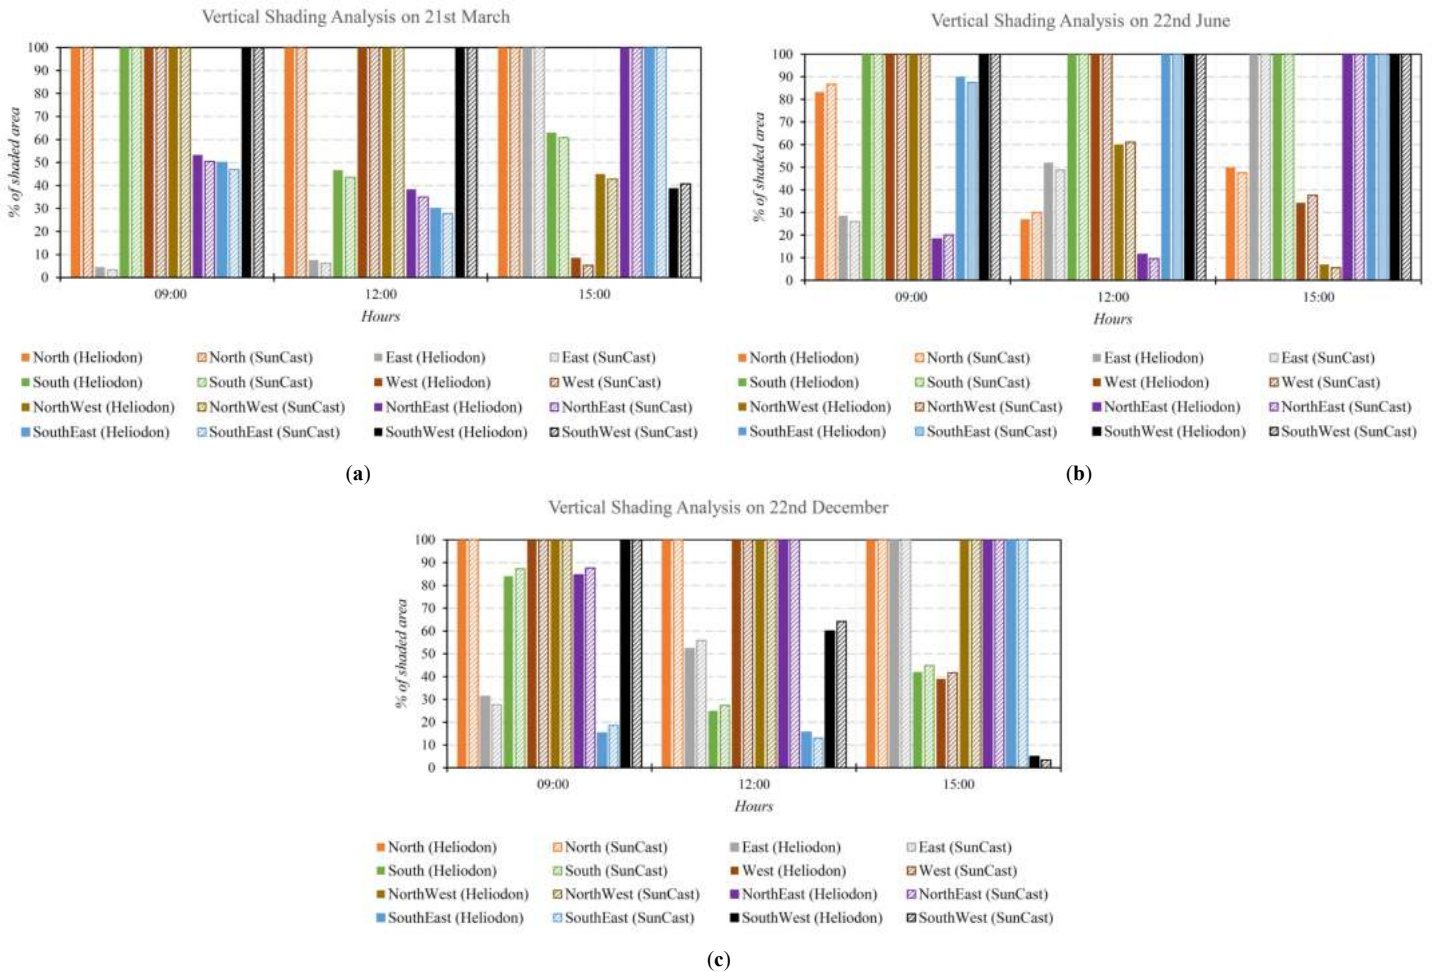 Vertical Shading Analysis on 21st March
100
90
80
70
60
50
40
30
20
10
0
% of shaded area
09:00 12:00 15:00
Hours
North (Heliodon) North (SunCast) East (Heliodon) East (SunCast)
South (Heliodon) South (SunCast) West (Heliodon) West (SunCast)
NorthWest (Heliodon) NorthWest (SunCast) NorthEast (Heliodon) NorthEast (SunCast)
SouthEast (Heliodon) SouthEast (SunCast) SouthWest (Heliodon) SouthWest (SunCast)
(a)
Vertical Shading Analysis on 22nd June
100
90
80
70
60
50
40
30
20
10
0
% of shaded area
09:00 12:00 15:00
Hours
North (Heliodon) North (SunCast) East (Heliodon) East (SunCast)
South (Heliodon) South (SunCast) West (Heliodon) West (SunCast)
NorthWest (Heliodon) NorthWest (SunCast) NorthEast (Heliodon) NorthEast (SunCast)
SouthEast (Heliodon) SouthEast (SunCast) SouthWest (Heliodon) SouthWest (SunCast)
(b)
Vertical Shading Analysis on 22nd December
100
90
80
70
60
50
40
30
20
10
0
% of shaded area
09:00 12:00 15:00
Hours
North (Heliodon) North (SunCast) East (Heliodon) East (SunCast)
South (Heliodon) South (SunCast) West (Heliodon) West (SunCast)
NorthWest (Heliodon) NorthWest (SunCast) NorthEast (Heliodon) NorthEast (SunCast)
SouthEast (Heliodon) SouthEast (SunCast) SouthWest (Heliodon) SouthWest (SunCast)
(c)